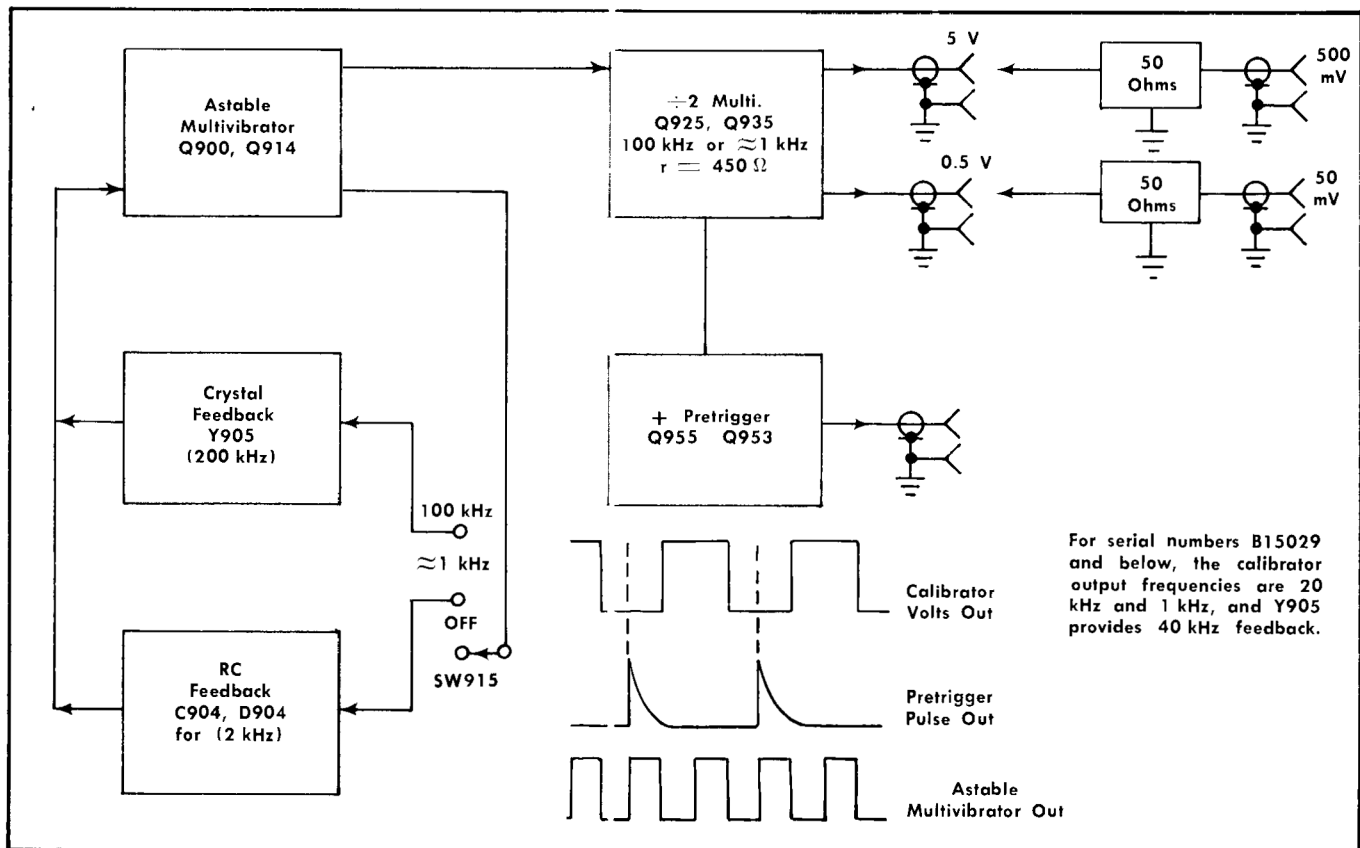 Astable
Multivibrator
Q900, Q914
÷2 Multi.
Q925, Q935
100 kHz or ≈1 kHz
r = 450 Ω
5 V
50
Ohms
500
mV
0.5 V
50
Ohms
50
mV
Crystal
Feedback
Y905
(200 kHz)
+ Pretrigger
Q955 Q953
100 kHz
≈1 kHz
OFF
SW915
RC
Feedback
C904, D904
for (2 kHz)
Calibrator
Volts Out
Pretrigger
Pulse Out
Astable
Multivibrator Out
For serial numbers B15029
and below, the calibrator
output frequencies are 20
kHz and 1 kHz, and Y905
provides 40 kHz feedback.